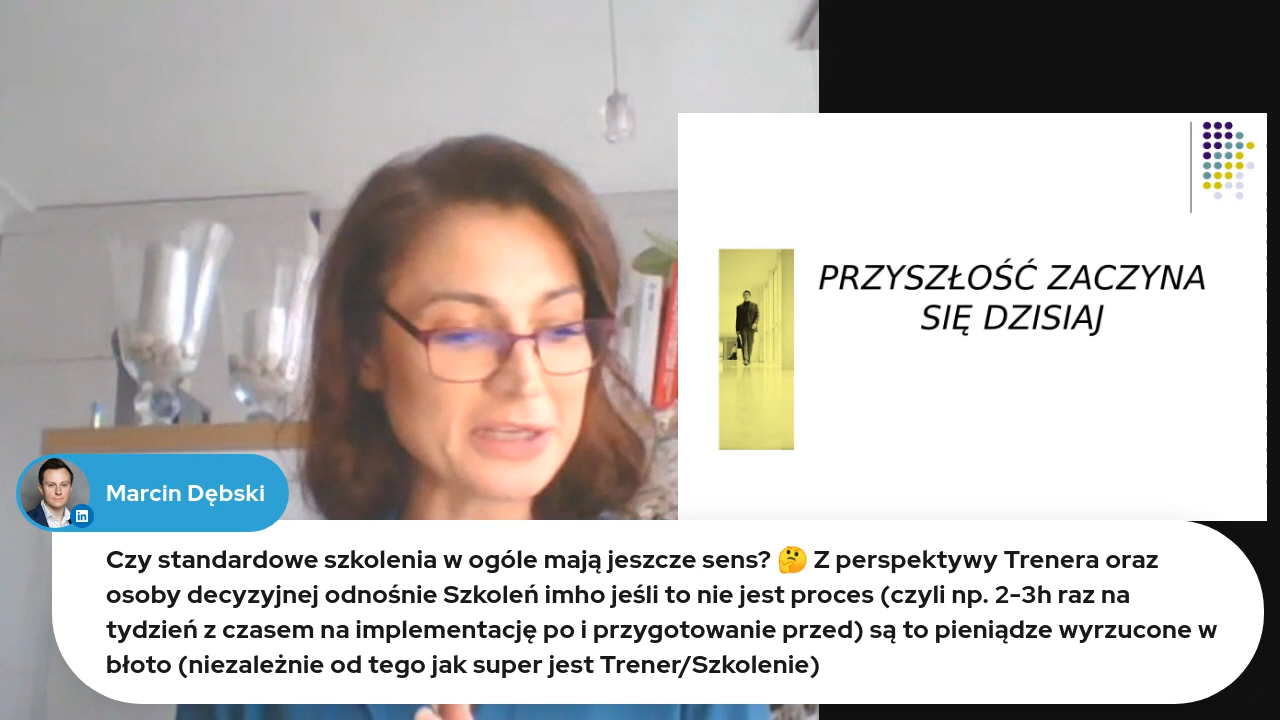 PRZYSZŁOŚĆ ZACZYNA
SIĘ DZISIAJ
Marcin Dębski
Czy standardowe szkolenia w ogóle mają jeszcze sens? 🤔 Z perspektywy Trenera oraz
osoby decyzyjnej odnośnie Szkoleń imho jeśli to nie jest proces (czyli np. 2-3h raz na
tydzień z czasem na implementację po i przygotowanie przed) są to pieniądze wyrzucone w
błoto (niezależnie od tego jak super jest Trener/Szkolenie)